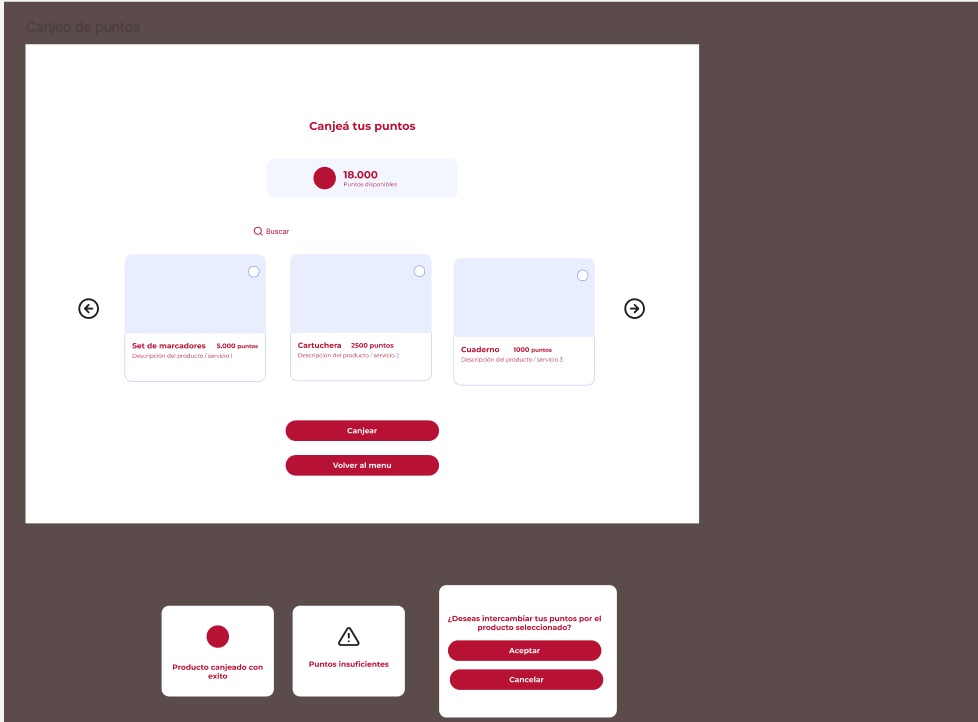 Canjeo de puntos
Canjeá tus puntos
18.000
Puntos disponibles
Buscar
Set de marcadores 5.000 puntos
Descripción del producto / servicio 1
Cartuchera 2500 puntos
Descripción del producto / servicio 2
Cuaderno 1000 puntos
Descripción del producto / servicio 3
Canjear
Volver al menu
Producto canjeado con
exito
Puntos insuficientes
¿Deseas intercambiar tus puntos por el
producto seleccionado?
Aceptar
Cancelar